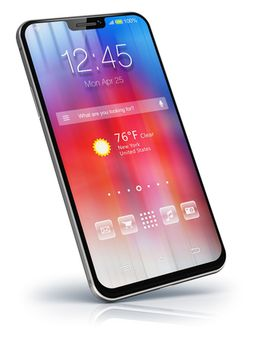 100%
12:45
Mon Apr 25
What are you looking for?
76°F Clear
New York
United States